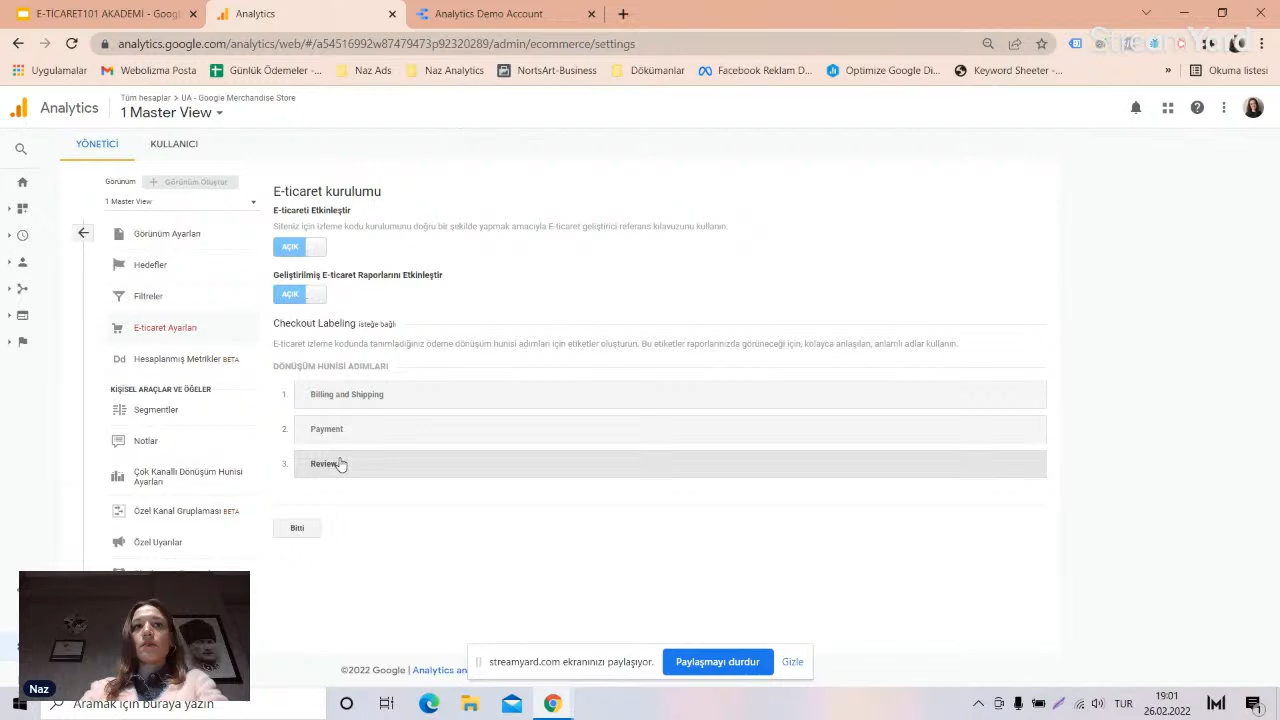 E-TİCARET101 AKADEMİ - Googl
Analytics
Analytics Demo Account
analytics.google.com/analytics/web/#/a54516992w87479473p92320289/admin/ecommerce/settings
Uygulamalar
Webolizma Posta
Günlük Ödemeler -...
Naz Ads
Naz Analytics
NortsArt-Business
Dökümanlar
Facebook Reklam D...
Optimize Google Di...
Keyword Sheeter -...
»
Okuma listesi
Analytics
Tüm hesaplar > UA - Google Merchandise Store
1 Master View
YÖNETİCİ
KULLANICI
Görünüm
+ Görünüm Oluştur
1 Master View
Görünüm Ayarları
Hedefler
Filtreler
E-ticaret Ayarları
Dd Hesaplanmış Metrikler BETA
KİŞİSEL ARAÇLAR VE ÖĞELER
Segmentler
Notlar
Çok Kanallı Dönüşüm Hunisi
Ayarları
Özel Kanal Gruplaması BETA
Özel Uyarılar
E-ticaret kurulumu
E-ticareti Etkinleştir
Siteniz için izleme kodu kurulumunu doğru bir şekilde yapmak amacıyla E-ticaret geliştirici referans kılavuzunu kullanın.
AÇIK
Geliştirilmiş E-ticaret Raporlarını Etkinleştir
AÇIK
Checkout Labeling isteğe bağlı
E-ticaret izleme kodunda tanımladığınız ödeme dönüşüm hunisi adımları için etiketler oluşturun. Bu etiketler raporlarınızda görüneceği için, kolayca anlaşılan, anlamlı adlar kullanın.
DÖNÜŞÜM HUNİSİ ADIMLARI
1. Billing and Shipping
2. Payment
3. Review
Bitti
©2022 Google | Analytics an
streamyard.com ekranınızı paylaşıyor.
Paylaşmayı durdur
Gizle
Naz
Aramak için buraya yazın
TUR
19:01
26.02.2022
1